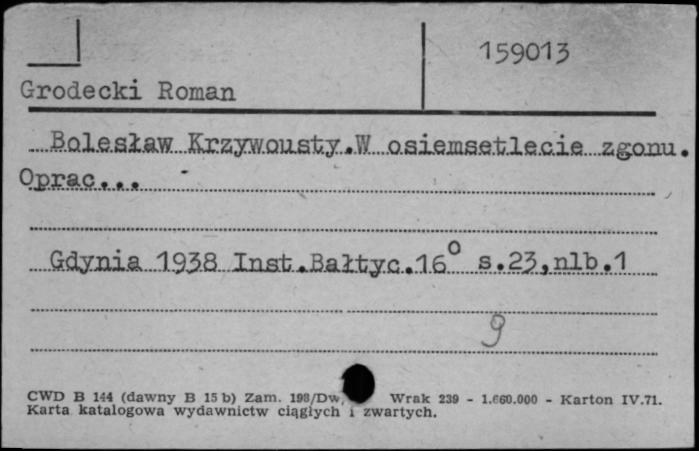 159013
Grodecki Roman
Bolesław Krzywousty.W osiemsetlecie zgonu.
Oprac...
Gdynia 1938 Inst.Bałtyc.16° s.23,nlb.1
9
CWD B 144 (dawny B 15 b) Zam. 198/Dw. Wrak 239 - 1.660.000 - Karton IV.71.
Karta katalogowa wydawnictw ciągłych i zwartych.